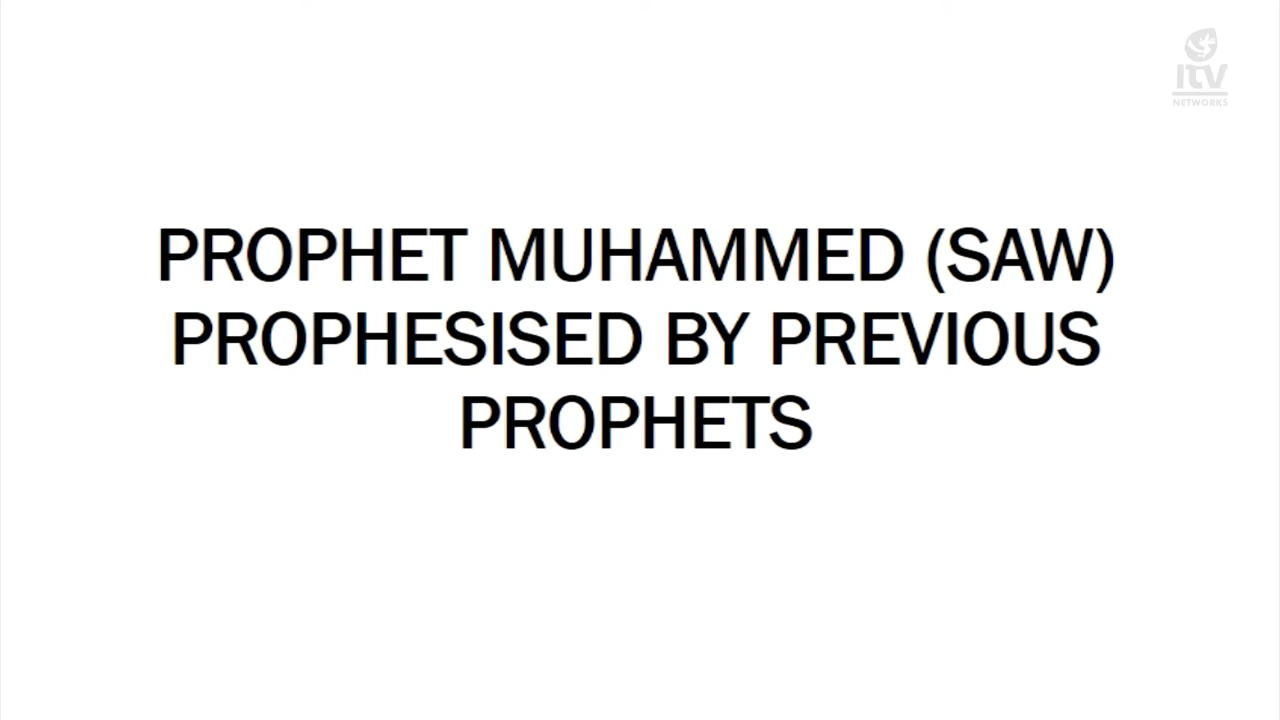 ITV
NETWORKS
PROPHET MUHAMMED (SAW)
PROPHESISED BY PREVIOUS
PROPHETS